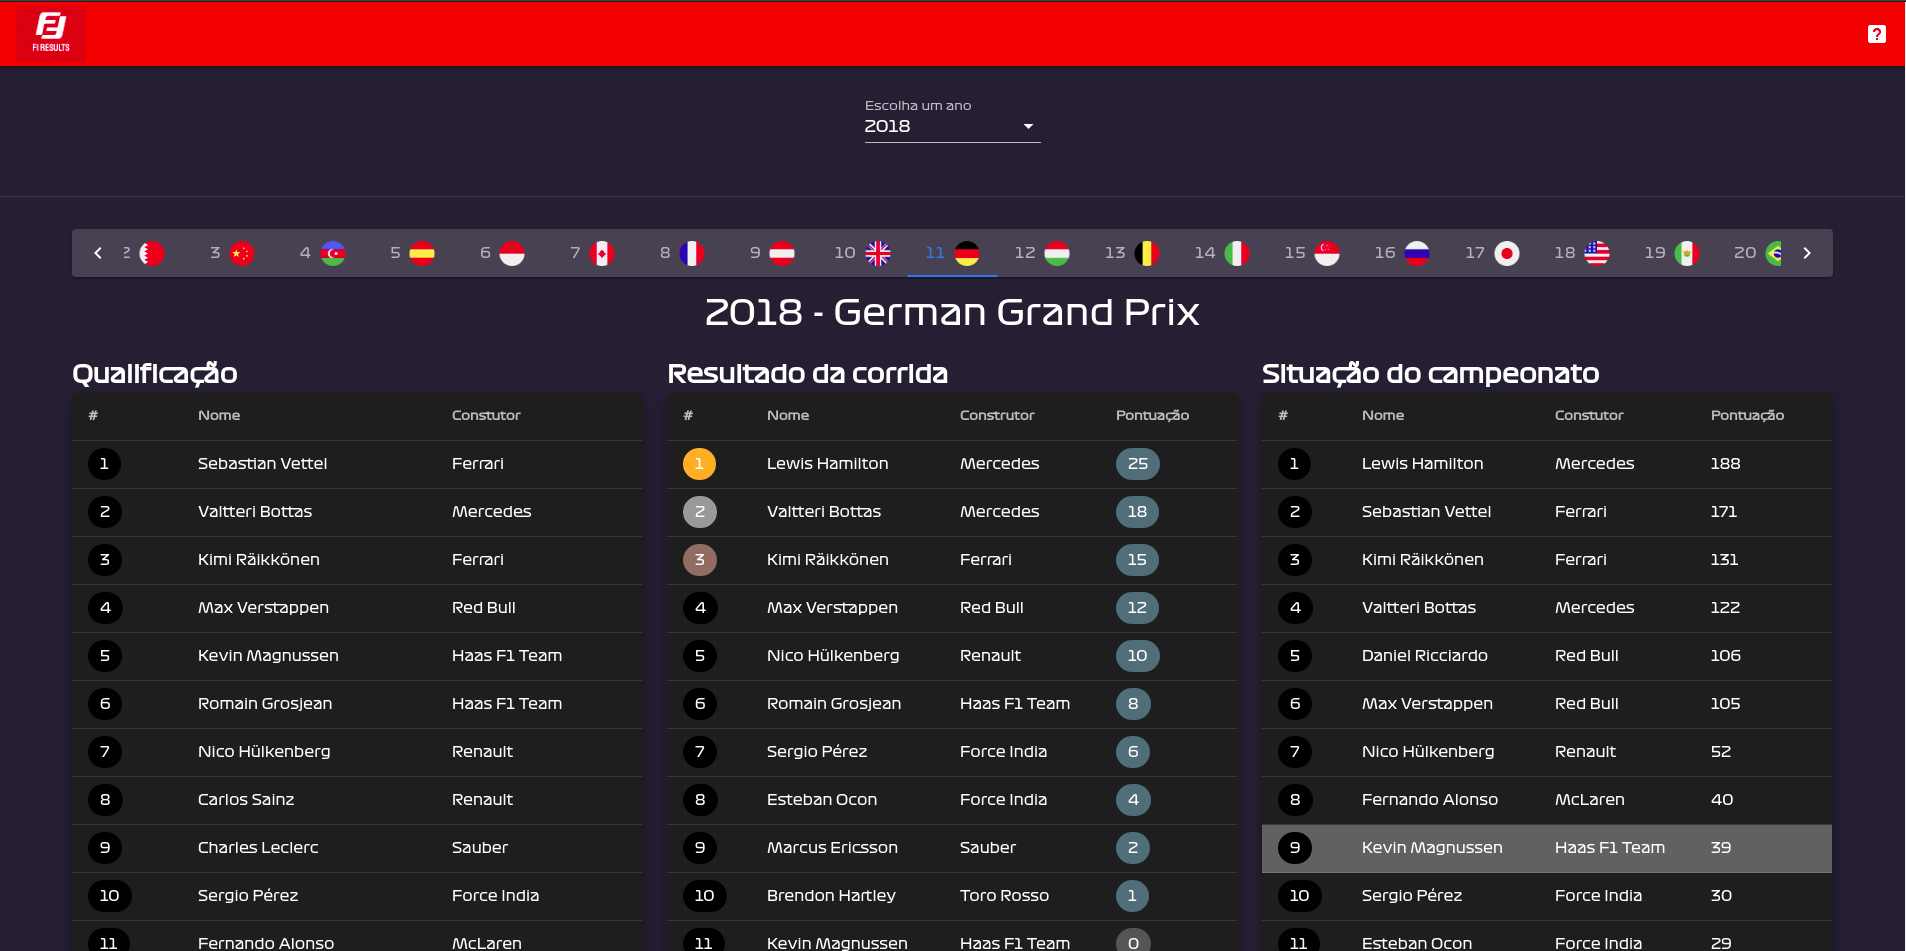 F1 RESULTS
?
Escolha um ano
2018
2 3 4 5 6 7 8 9 10 11 12 13 14 15 16 17 18 19 20
2018 - German Grand Prix
Qualificação
# Nome Constutor
1 Sebastian Vettel Ferrari
2 Valtteri Bottas Mercedes
3 Kimi Räikkönen Ferrari
4 Max Verstappen Red Bull
5 Kevin Magnussen Haas F1 Team
6 Romain Grosjean Haas F1 Team
7 Nico Hülkenberg Renault
8 Carlos Sainz Renault
9 Charles Leclerc Sauber
10 Sergio Pérez Force India
11 Fernando Alonso McLaren
Resultado da corrida
# Nome Construtor Pontuação
1 Lewis Hamilton Mercedes 25
2 Valtteri Bottas Mercedes 18
3 Kimi Räikkönen Ferrari 15
4 Max Verstappen Red Bull 12
5 Nico Hülkenberg Renault 10
6 Romain Grosjean Haas F1 Team 8
7 Sergio Pérez Force India 6
8 Esteban Ocon Force India 4
9 Marcus Ericsson Sauber 2
10 Brendon Hartley Toro Rosso 1
11 Kevin Magnussen Haas F1 Team 0
Situação do campeonato
# Nome Constutor Pontuação
1 Lewis Hamilton Mercedes 188
2 Sebastian Vettel Ferrari 171
3 Kimi Räikkönen Ferrari 131
4 Valtteri Bottas Mercedes 122
5 Daniel Ricciardo Red Bull 106
6 Max Verstappen Red Bull 105
7 Nico Hülkenberg Renault 52
8 Fernando Alonso McLaren 40
9 Kevin Magnussen Haas F1 Team 39
10 Sergio Pérez Force India 30
11 Esteban Ocon Force India 29